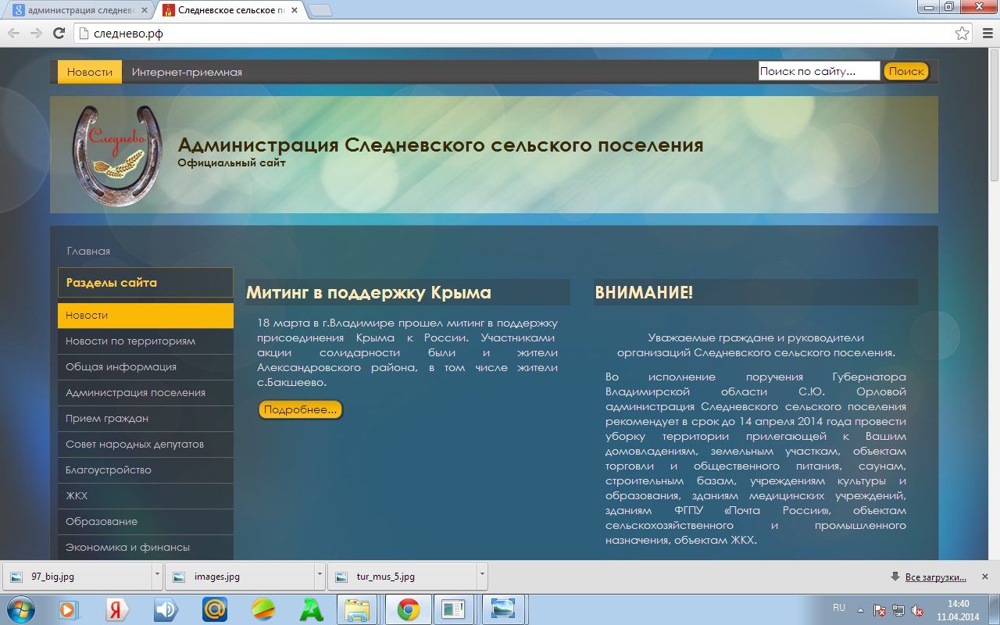 администрация следнев
Следневское сельское по
следнево.рф
Новости
Интернет-приемная
Поиск по сайту...
Поиск
Следнево
Администрация Следневского сельского поселения
Официальный сайт
Главная
Разделы сайта
Новости
Новости по территориям
Общая информация
Администрация поселения
Прием граждан
Совет народных депутатов
Благоустройство
ЖКХ
Образование
Экономика и финансы
Митинг в поддержку Крыма
18 марта в г.Владимире прошел митинг в поддержку
присоединения Крыма к России. Участниками
акции солидарности были и жители
Александровского района, в том числе жители
с.Бакшеево.
Подробнее...
ВНИМАНИЕ!
Уважаемые граждане и руководители
организаций Следневского сельского поселения.
Во исполнение поручения Губернатора
Владимирской области С.Ю. Орловой
администрация Следневского сельского поселения
рекомендует в срок до 14 апреля 2014 года провести
уборку территории прилегающей к Вашим
домовладениям, земельным участкам, объектам
торговли и общественного питания, саунам,
строительным базам, учреждениям культуры и
образования, зданиям медицинских учреждений,
зданиям ФГПУ «Почта России», объектам
сельскохозяйственного и промышленного
назначения, объектам ЖКХ.
97_big.jpg
images.jpg
tur_mus_5.jpg
Все загрузки...
RU
14:40
11.04.2014